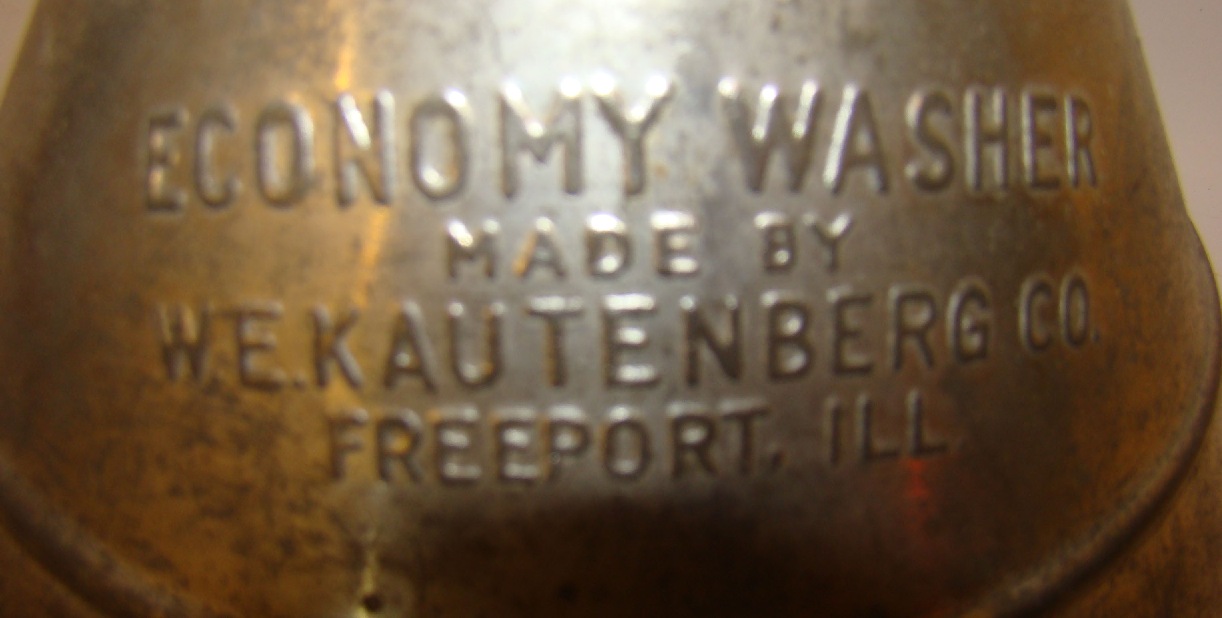 ECONOMY WASHER
MADE BY
W.E.KAUTENBERG CO.
FREEPORT, ILL